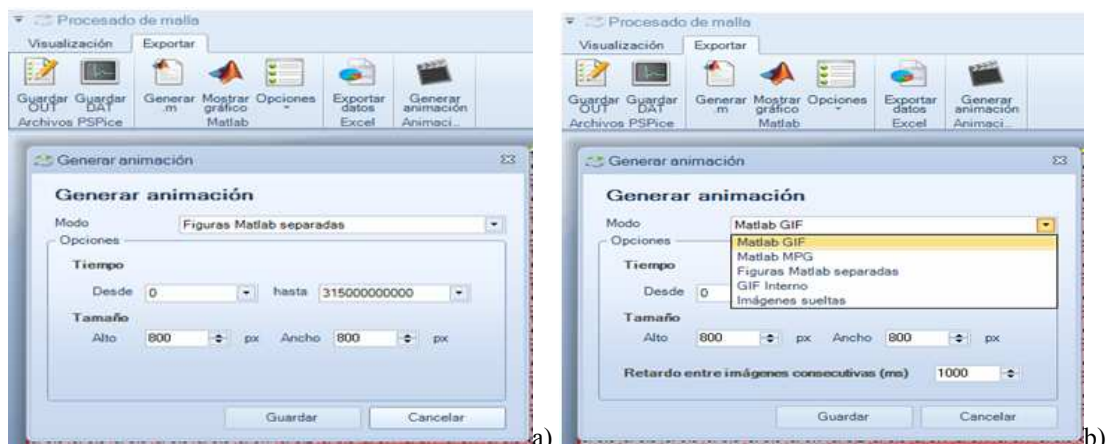 Procesado de malla
Visualización Exportar
Guardar OUT Guardar DAT Generar .m Mostrar gráfico Opciones Exportar datos Generar animación
Archivos PSPice Matlab Excel Animaci...
Generar animación
Generar animación
Modo Figuras Matlab separadas
Opciones
Tiempo
Desde 0 hasta 315000000000
Tamaño
Alto 800 px Ancho 800 px
Guardar Cancelar
a)
Procesado de malla
Visualización Exportar
Guardar OUT Guardar DAT Generar .m Mostrar gráfico Opciones Exportar datos Generar animación
Archivos PSPice Matlab Excel Animaci...
Generar animación
Generar animación
Modo Matlab GIF
Opciones
Matlab GIF
Matlab MPG
Figuras Matlab separadas
GIF Interno
Imágenes sueltas
Tiempo
Desde 0
Tamaño
Alto 800 px Ancho 800 px
Retardo entre imágenes consecutivas (ms) 1000
Guardar Cancelar
b)